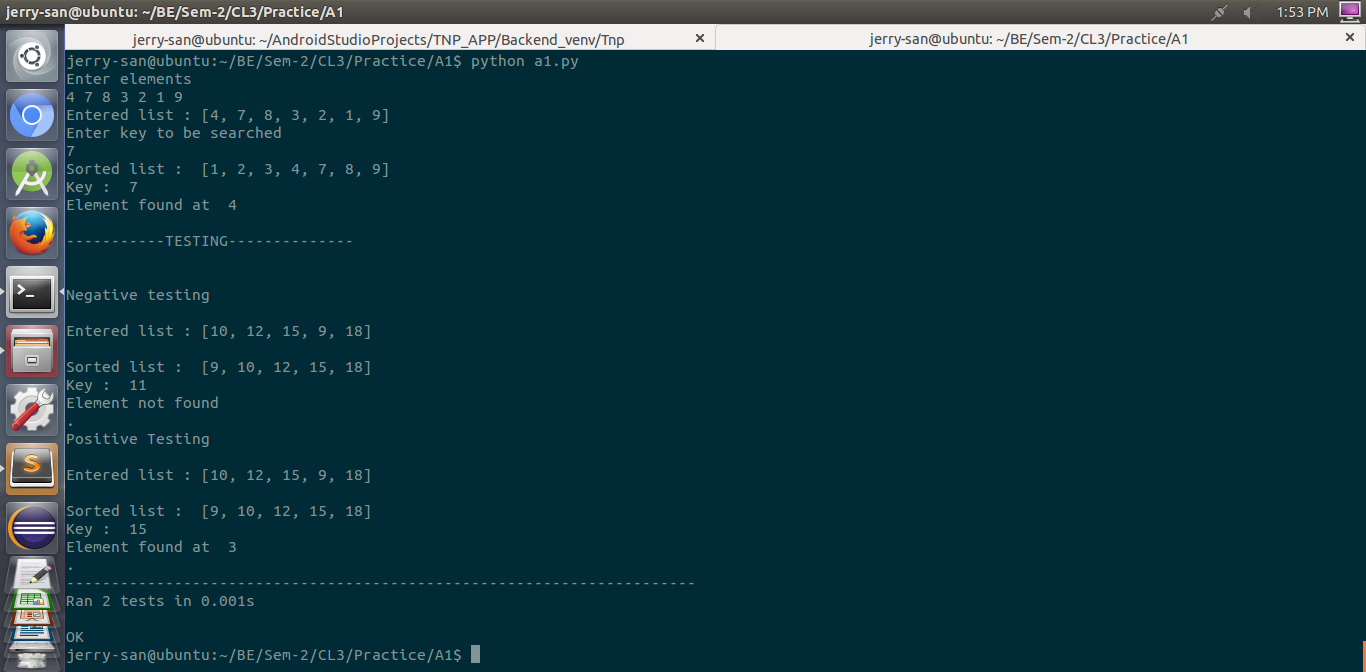 jerry-san@ubuntu: ~/BE/Sem-2/CL3/Practice/A1
1:53 PM
jerry-san@ubuntu: ~/AndroidStudioProjects/TNP_APP/Backend_venv/Tnp × jerry-san@ubuntu: ~/BE/Sem-2/CL3/Practice/A1 ×
jerry-san@ubuntu:~/BE/Sem-2/CL3/Practice/A1$ python a1.py
Enter elements
4 7 8 3 2 1 9
Entered list : [4, 7, 8, 3, 2, 1, 9]
Enter key to be searched
7
Sorted list :  [1, 2, 3, 4, 7, 8, 9]
Key :  7
Element found at  4
-----------TESTING--------------
Negative testing
Entered list : [10, 12, 15, 9, 18]
Sorted list :  [9, 10, 12, 15, 18]
Key :  11
Element not found
.
Positive Testing
Entered list : [10, 12, 15, 9, 18]
Sorted list :  [9, 10, 12, 15, 18]
Key :  15
Element found at  3
.
----------------------------------------------------------------------
Ran 2 tests in 0.001s
OK
jerry-san@ubuntu:~/BE/Sem-2/CL3/Practice/A1$